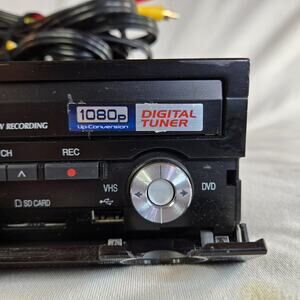 1080p
Up-Conversion
DIGITAL
TUNER
V RECORDING
CH
REC
VHS
DVD
SD CARD